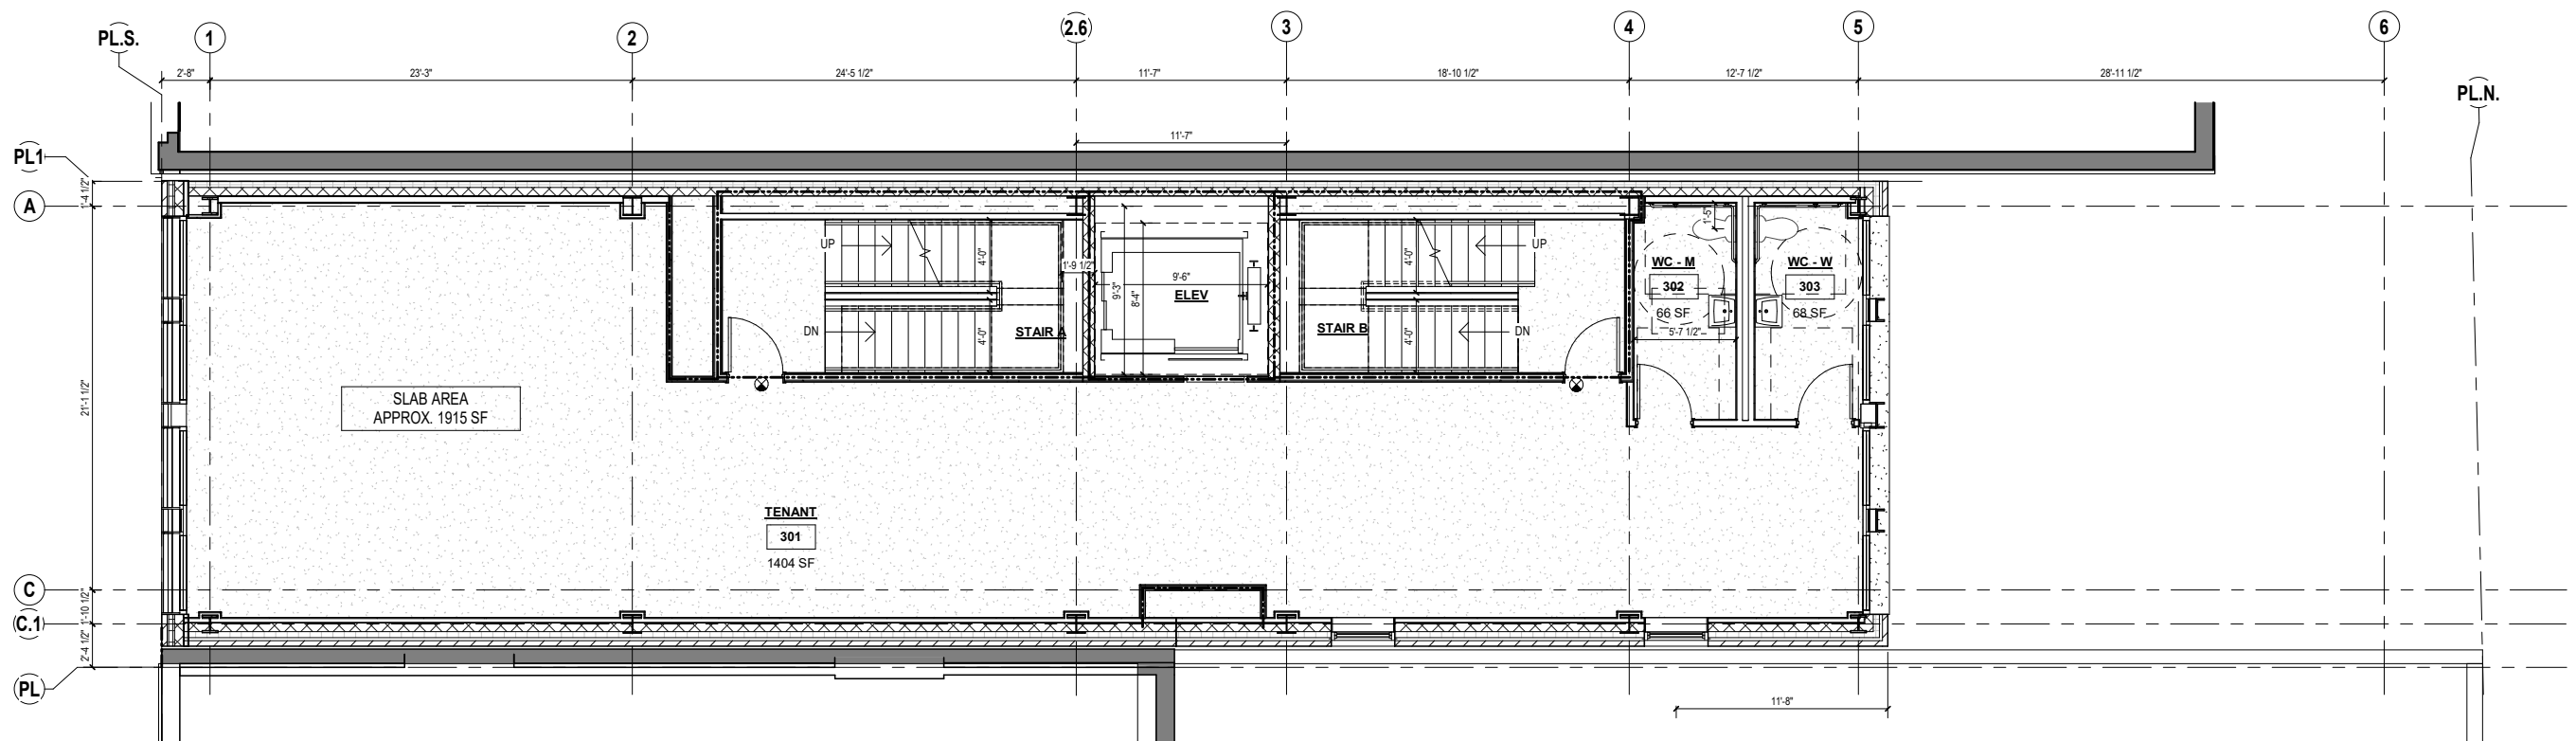 PL.S.
1
2
2.6
3
4
5
6
PL.N.
2'-8"
23'-3"
24'-5 1/2"
11'-7"
18'-10 1/2"
12'-7 1/2"
28'-11 1/2"
11'-7"
PL1
A
1'-4 1/2"
21'-1 1/2"
1'-10 1/2"
2'-4 1/2"
C
C.1
PL
UP
DN
4'-0"
4'-0"
STAIR A
1'-9 1/2"
9'-3"
8'-4"
9'-6"
ELEV
UP
DN
4'-0"
4'-0"
STAIR B
1'-5"
WC - M
302
66 SF
5'-7 1/2"
WC - W
303
68 SF
SLAB AREA
APPROX. 1915 SF
TENANT
301
1404 SF
11'-8"